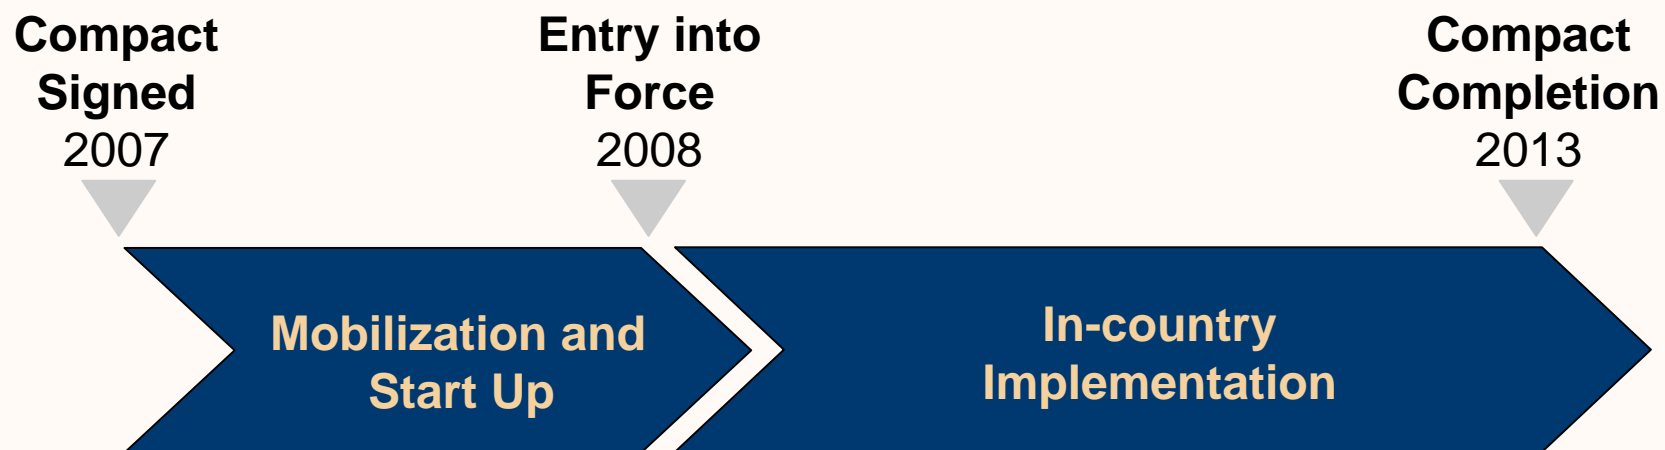 Compact
Signed
2007
Entry into
Force
2008
Compact
Completion
2013
Mobilization and
Start Up
In-country
Implementation